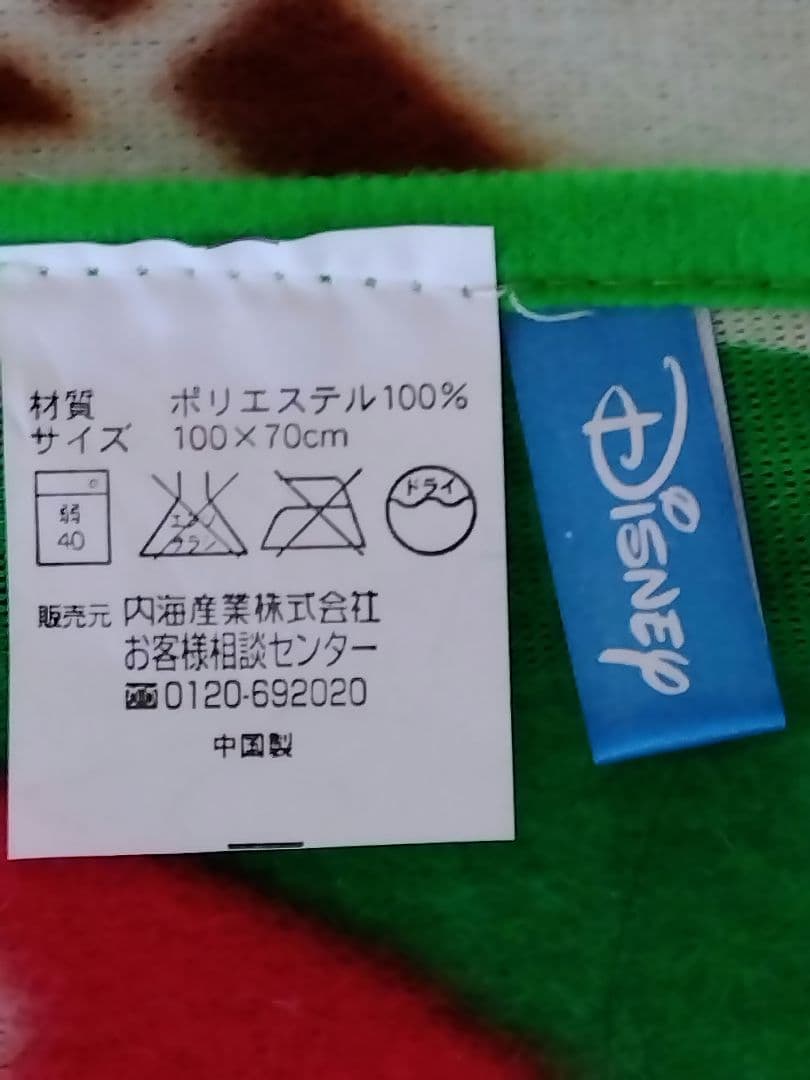 材質 ポリエステル100%
サイズ 100×70cm
弱
40
エンソ
サラシ
ドライ
販売元 内海産業株式会社
お客様相談センター
0120-692020
中国製
Disney